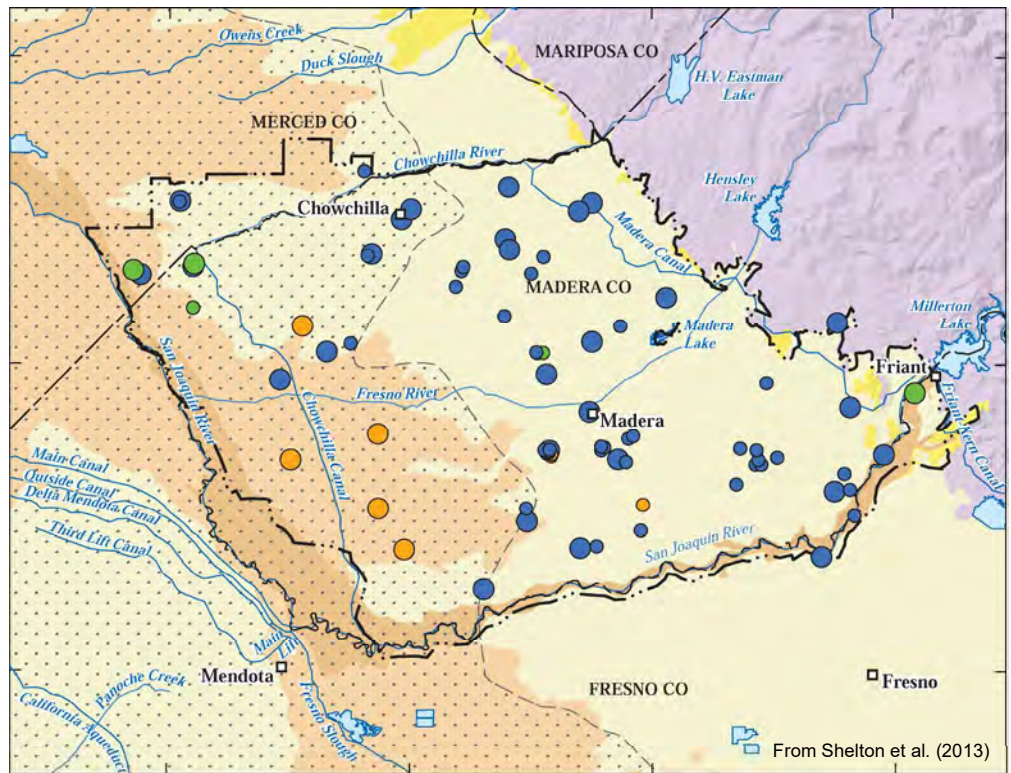 Owens Creek
Duck Slough
MARIPOSA CO
H.V. Eastman
Lake
MERCED CO
Chowchilla River
Hensley
Lake
Chowchilla
Madera Canal
MADERA CO
Millerton
Lake
Madera
Lake
Friant
San Joaquin River
Fresno River
Chowchilla Canal
Friant Kern Canal
Madera
Main Canal
Outside Canal
Delta Mendota Canal
Third Lift Canal
San Joaquin River
Main Lift
Mendota
Panoche Creek
FRESNO CO
Fresno
Fresno Slough
California Aqueduct
From Shelton et al. (2013)